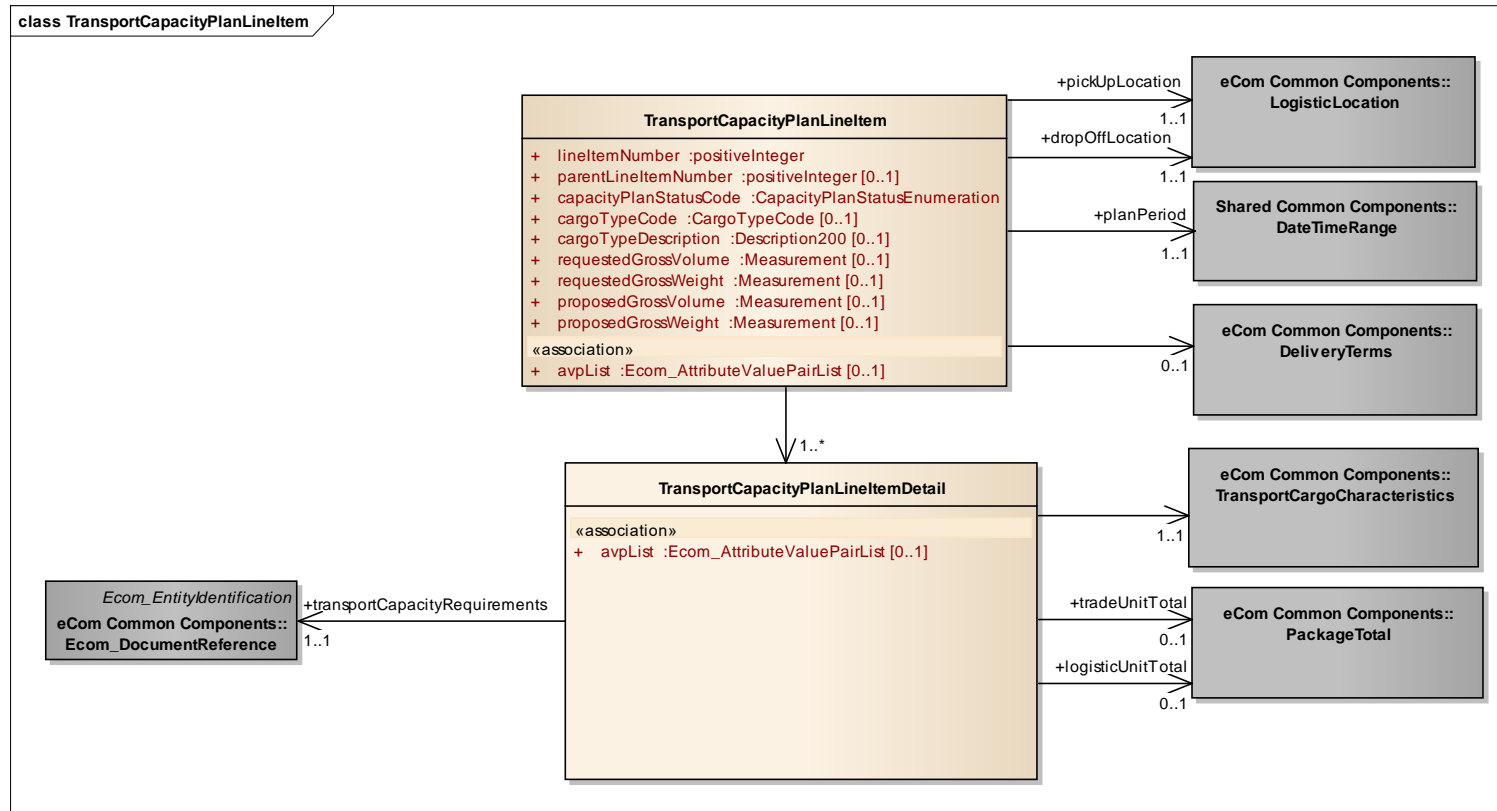 class TransportCapacityPlanLineItem
TransportCapacityPlanLineItem
+ lineItemNumber :positiveInteger
+ parentLineItemNumber :positiveInteger [0..1]
+ capacityPlanStatusCode :CapacityPlanStatusEnumeration
+ cargoTypeCode :CargoTypeCode [0..1]
+ cargoTypeDescription :Description200 [0..1]
+ requestedGrossVolume :Measurement [0..1]
+ requestedGrossWeight :Measurement [0..1]
+ proposedGrossVolume :Measurement [0..1]
+ proposedGrossWeight :Measurement [0..1]
«association»
+ avpList :Ecom_AttributeValuePairList [0..1]
+pickUpLocation
1..1
+dropOffLocation
1..1
eCom Common Components::
LogisticLocation
+planPeriod
1..1
Shared Common Components::
DateTimeRange
0..1
eCom Common Components::
DeliveryTerms
1..*
TransportCapacityPlanLineItemDetail
«association»
+ avpList :Ecom_AttributeValuePairList [0..1]
1..1
eCom Common Components::
TransportCargoCharacteristics
+tradeUnitTotal
0..1
+logisticUnitTotal
0..1
eCom Common Components::
PackageTotal
+transportCapacityRequirements
1..1
Ecom_EntityIdentification
eCom Common Components::
Ecom_DocumentReference